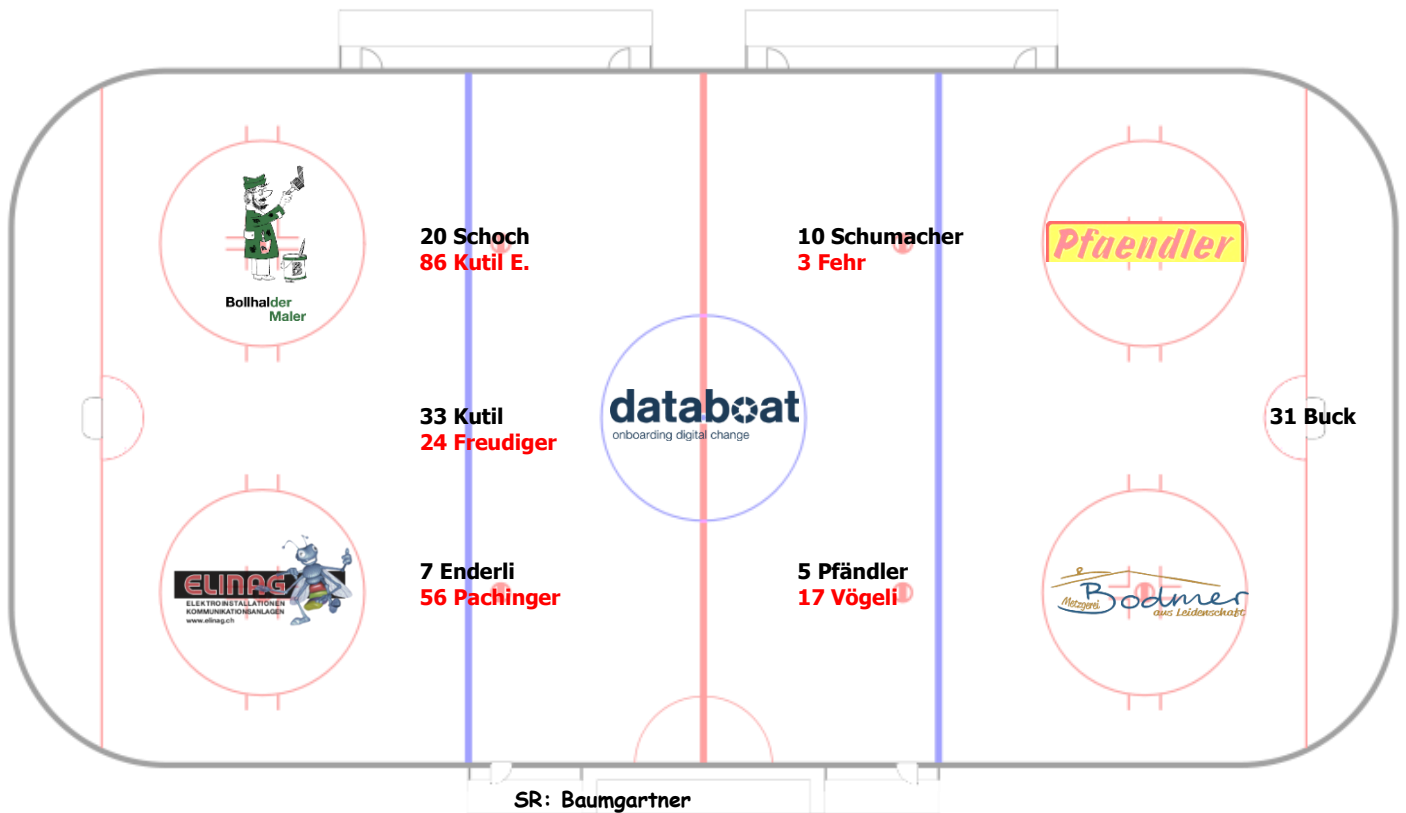 Bollhalder
Maler
20 Schoch
86 Kutil E.
10 Schumacher
3 Fehr
Pfaendler
33 Kutil
24 Freudiger
databoat
onboarding digital change
31 Buck
ELINAG
ELEKTROINSTALLATIONEN
KOMMUNIKATIONSANLAGEN
www.elinag.ch
7 Enderli
56 Pachinger
5 Pfändler
17 Vögeli
Metzgerei Bodmer
aus Leidenschaft
SR: Baumgartner